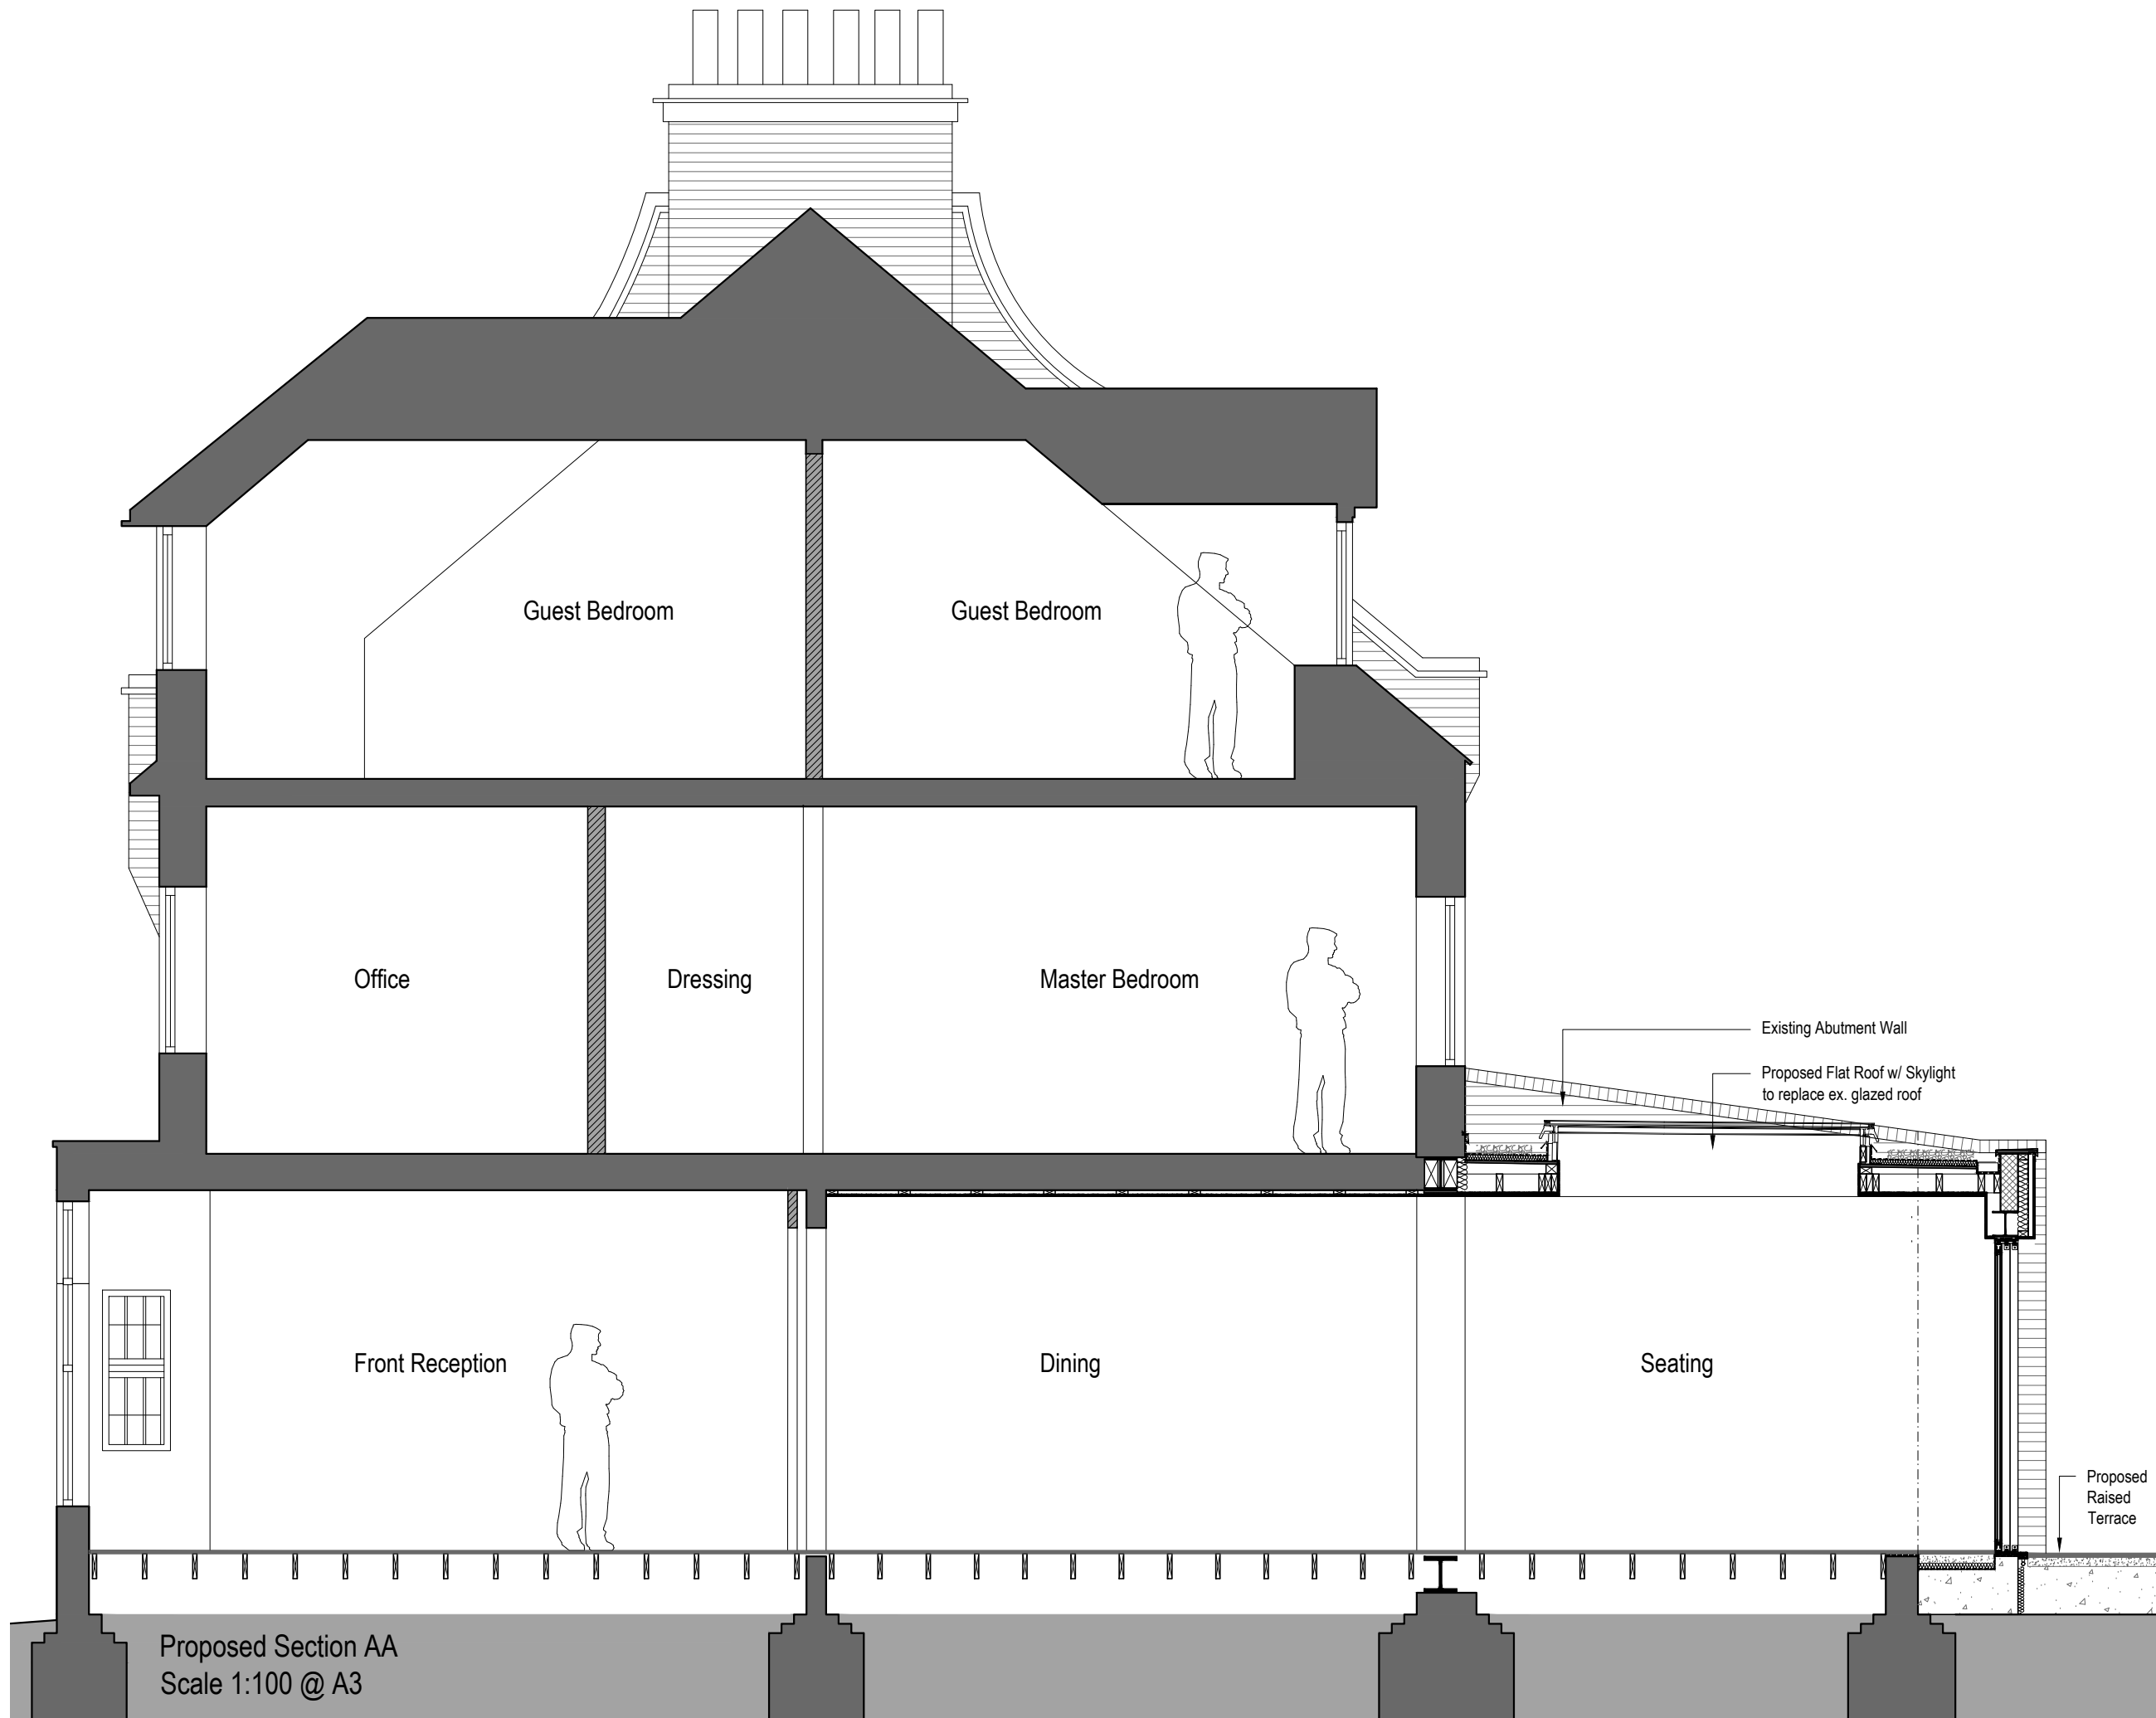 Guest Bedroom
Guest Bedroom
Office
Dressing
Master Bedroom
Existing Abutment Wall
Proposed Flat Roof w/ Skylight
to replace ex. glazed roof
Front Reception
Dining
Seating
Proposed
Raised
Terrace
Proposed Section AA
Scale 1:100 @ A3